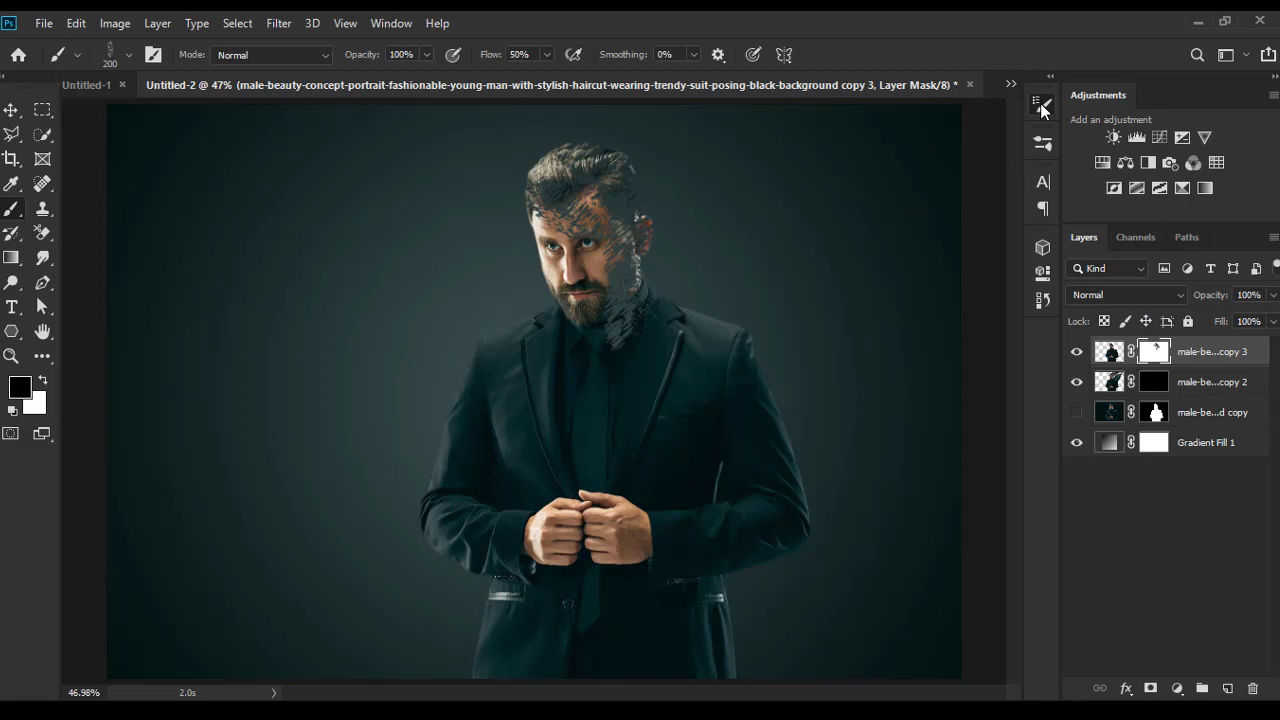 Ps File Edit Image Layer Type Select Filter 3D View Window Help
200 Mode: Normal Opacity: 100% Flow: 50% Smoothing: 0%
Untitled-1 × Untitled-2 @ 47% (male-beauty-concept-portrait-fashionable-young-man-with-stylish-haircut-wearing-trendy-suit-posing-black-background copy 3, Layer Mask/8) * ×
Adjustments
Add an adjustment
Layers Channels Paths
Kind
Normal Opacity: 100%
Lock: Fill: 100%
male-be...copy 3
male-be...copy 2
male-be...d copy
Gradient Fill 1
46.98% 2.0s